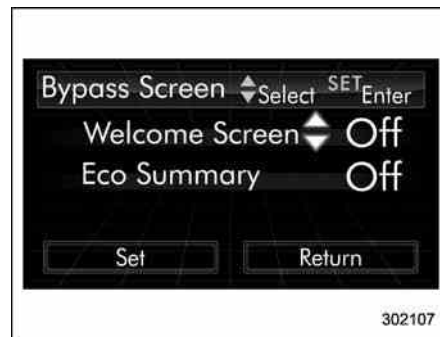 Bypass Screen Select SET Enter
Welcome Screen Off
Eco Summary Off
Set Return
302107